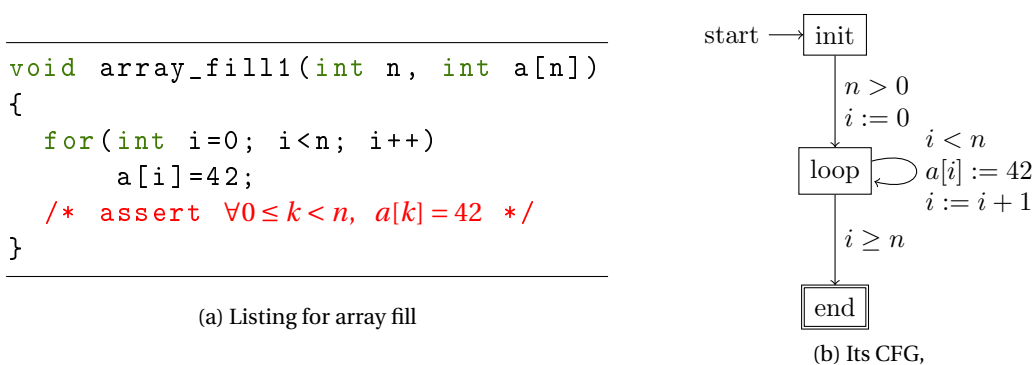 void array_fill1(int n, int a[n])
{
for(int i=0; i<n; i++)
a[i]=42;
/* assert ∀0 ≤ k < n, a[k] = 42 */
}
(a) Listing for array fill
start
init
n > 0
i := 0
i < n
loop
a[i] := 42
i := i + 1
i ≥ n
end
(b) Its CFG,